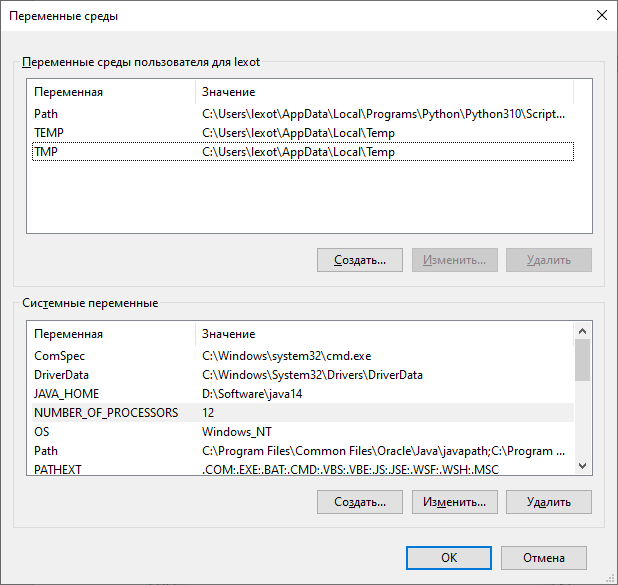 Переменные среды
Переменные среды пользователя для lexot
Переменная Значение
Path C:\Users\lexot\AppData\Local\Programs\Python\Python310\Script...
TEMP C:\Users\lexot\AppData\Local\Temp
TMP C:\Users\lexot\AppData\Local\Temp
Создать... Изменить... Удалить
Системные переменные
Переменная Значение
ComSpec C:\Windows\system32\cmd.exe
DriverData C:\Windows\System32\Drivers\DriverData
JAVA_HOME D:\Software\java14
NUMBER_OF_PROCESSORS 12
OS Windows_NT
Path C:\Program Files\Common Files\Oracle\Java\javapath;C:\Program ...
PATHEXT .COM;.EXE;.BAT;.CMD;.VBS;.VBE;.JS;.JSE;.WSF;.WSH;.MSC
Создать... Изменить... Удалить
OK Отмена